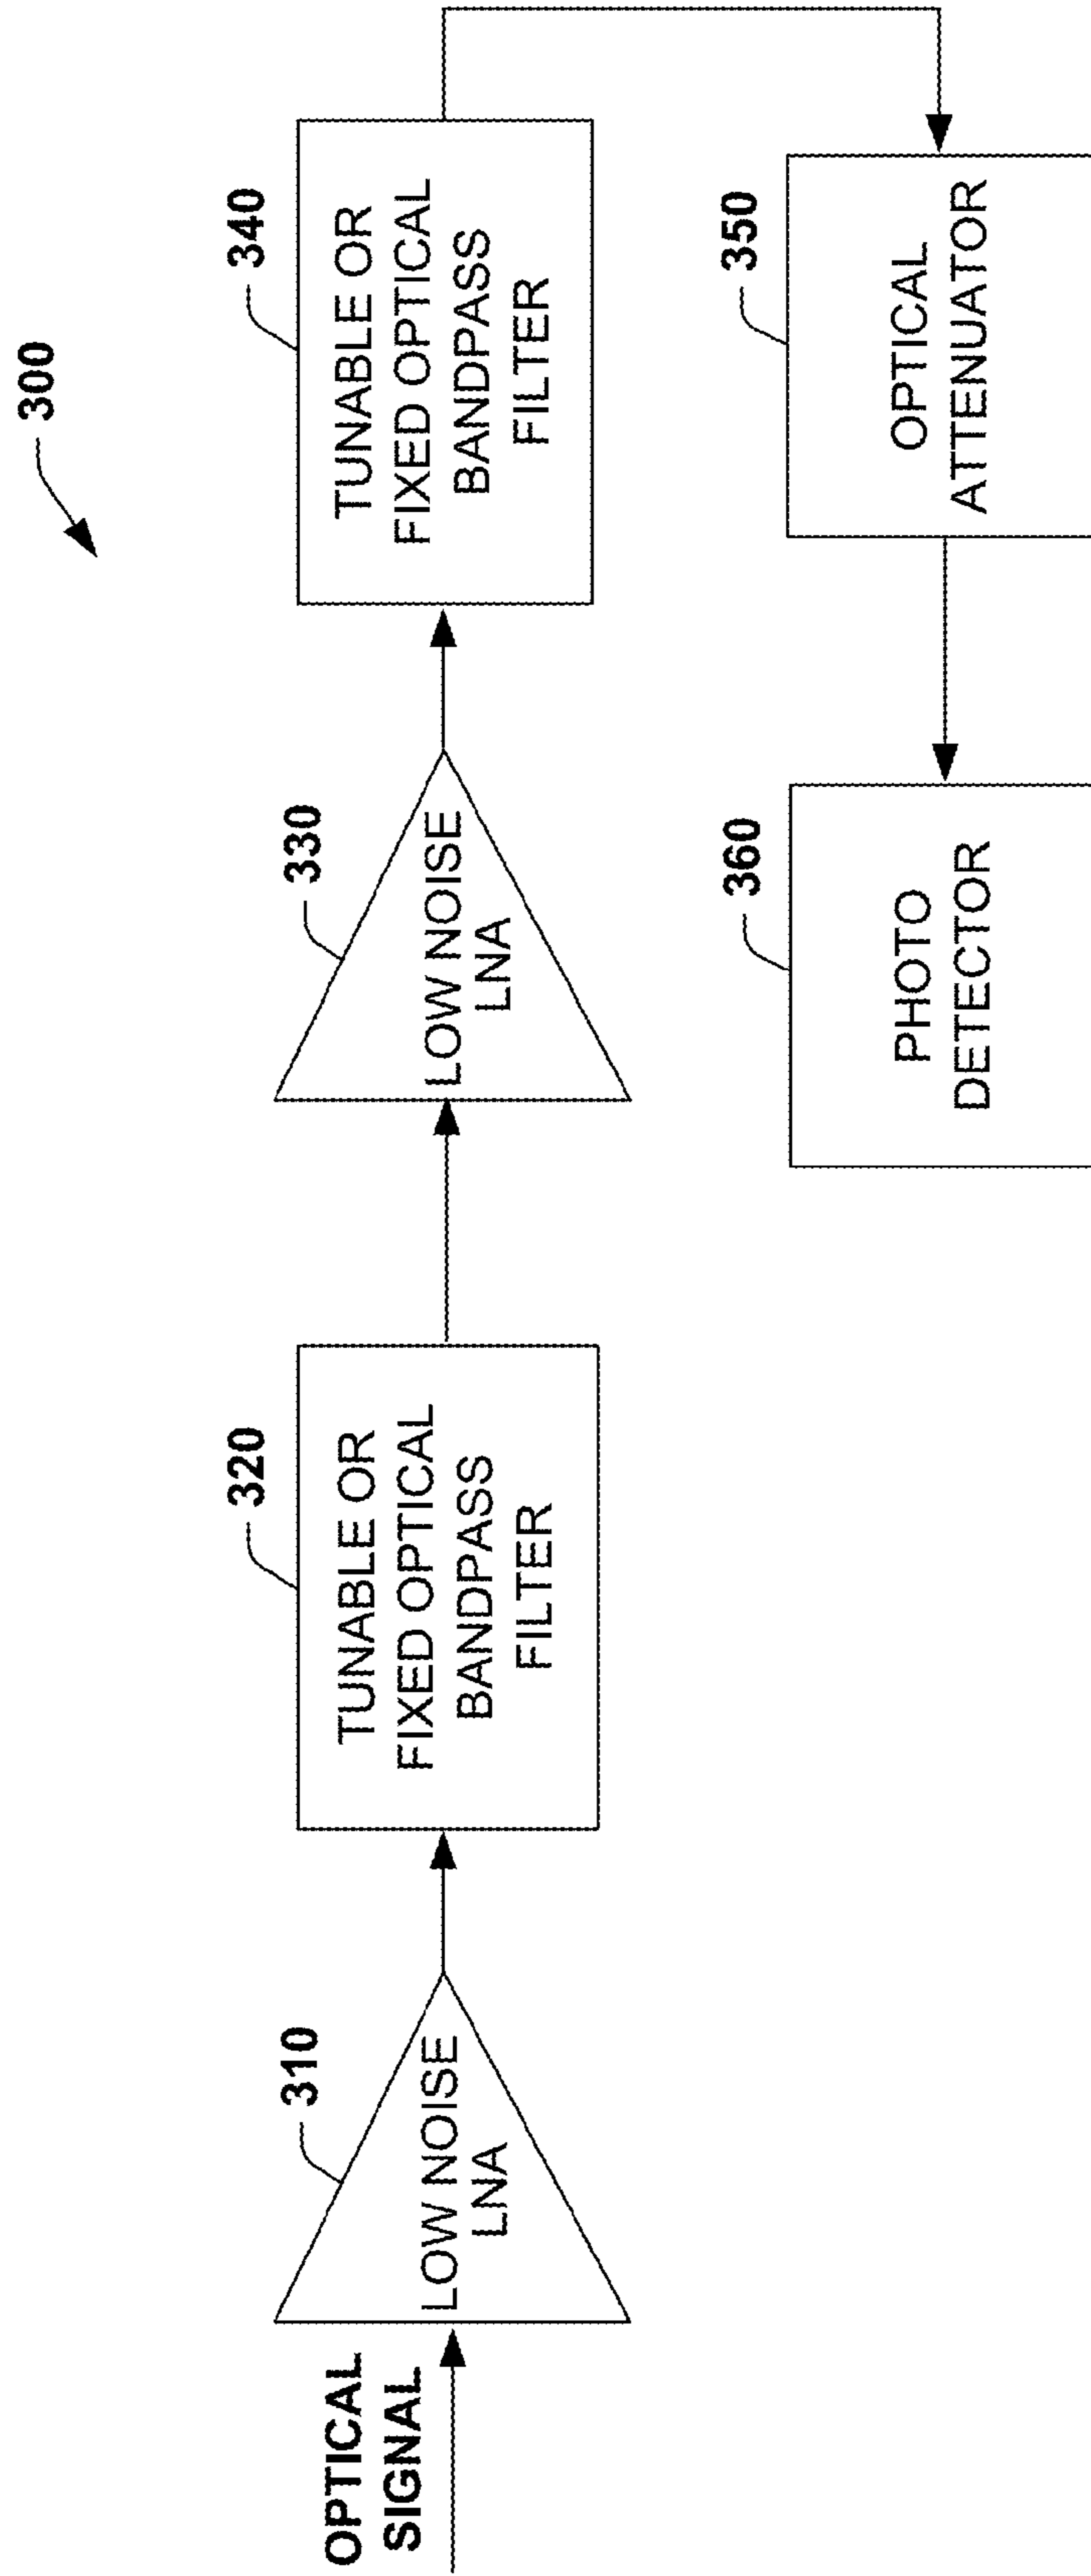 300
OPTICAL
SIGNAL
310
LOW NOISE
LNA
320
TUNABLE OR
FIXED OPTICAL
BANDPASS
FILTER
330
LOW NOISE
LNA
340
TUNABLE OR
FIXED OPTICAL
BANDPASS
FILTER
350
OPTICAL
ATTENUATOR
360
PHOTO
DETECTOR